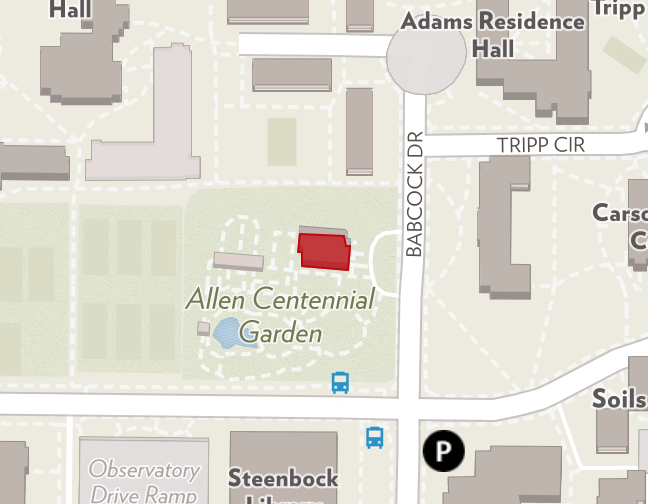 Hall
Adams Residence
Hall
Tripp
TRIPP CIR
BABCOCK DR
Carso
C
Allen Centennial
Garden
Soils
P
Observatory
Drive Ramp
Steenbock
Library